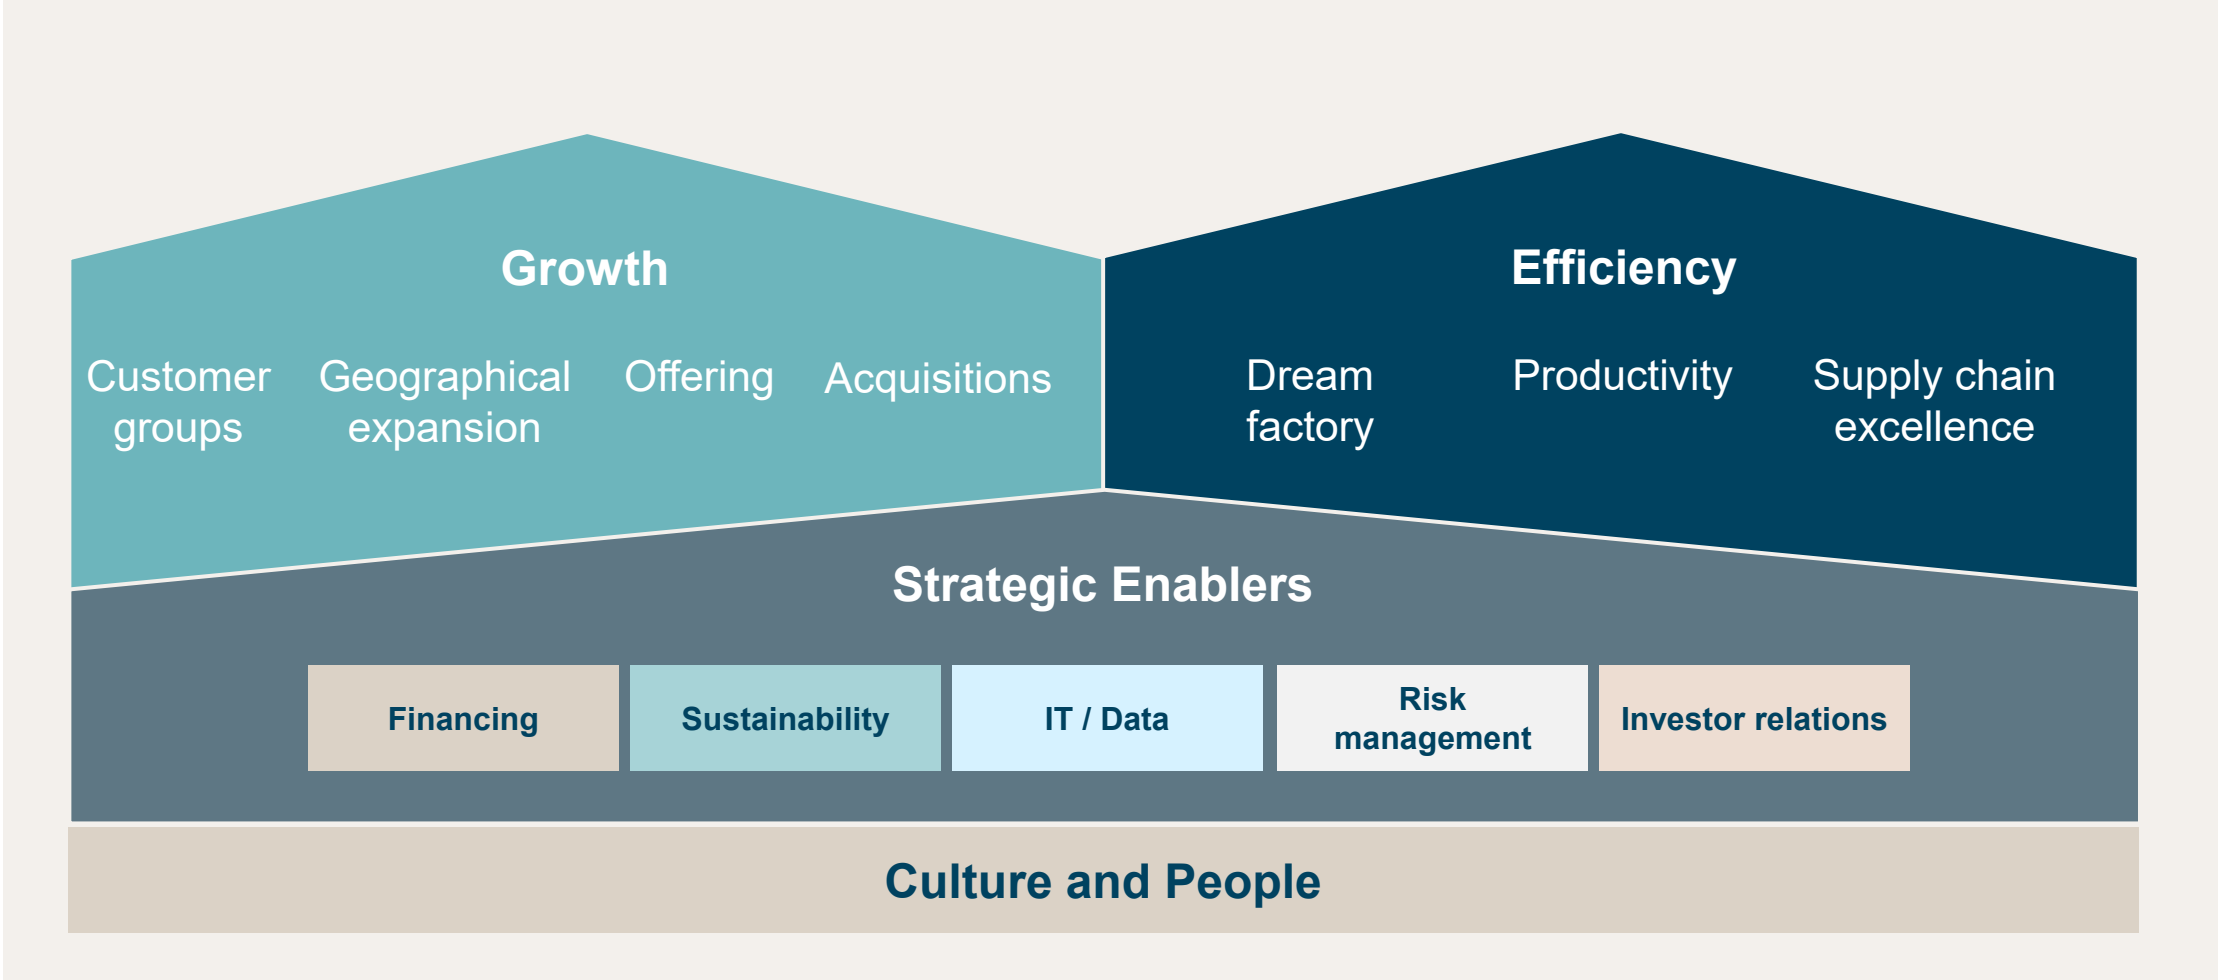 Growth
Customer
groups
Geographical
expansion
Offering
Acquisitions
Efficiency
Dream
factory
Productivity
Supply chain
excellence
Strategic Enablers
Financing
Sustainability
IT / Data
Risk
management
Investor relations
Culture and People